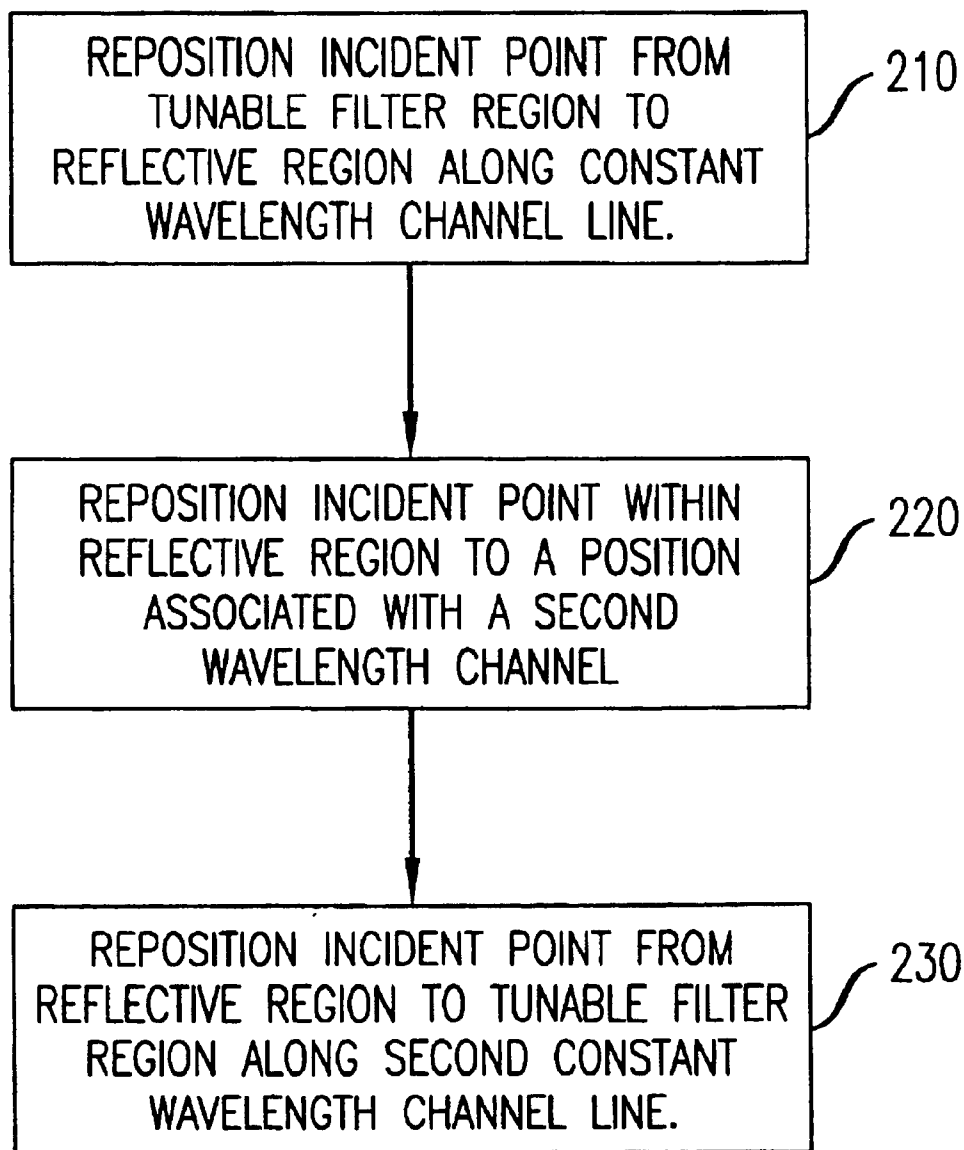 REPOSITION INCIDENT POINT FROM
TUNABLE FILTER REGION TO
REFLECTIVE REGION ALONG CONSTANT
WAVELENGTH CHANNEL LINE.
210
REPOSITION INCIDENT POINT WITHIN
REFLECTIVE REGION TO A POSITION
ASSOCIATED WITH A SECOND
WAVELENGTH CHANNEL
220
REPOSITION INCIDENT POINT FROM
REFLECTIVE REGION TO TUNABLE FILTER
REGION ALONG SECOND CONSTANT
WAVELENGTH CHANNEL LINE.
230